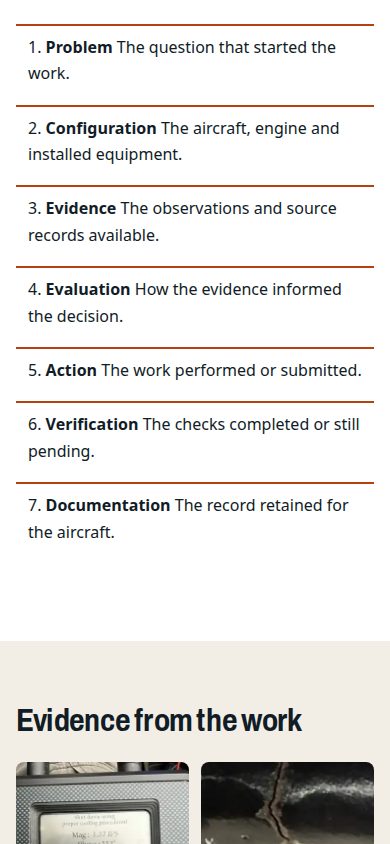 1. Problem The question that started the
work.
2. Configuration The aircraft, engine and
installed equipment.
3. Evidence The observations and source
records available.
4. Evaluation How the evidence informed
the decision.
5. Action The work performed or submitted.
6. Verification The checks completed or still
pending.
7. Documentation The record retained for
the aircraft.
Evidence from the work